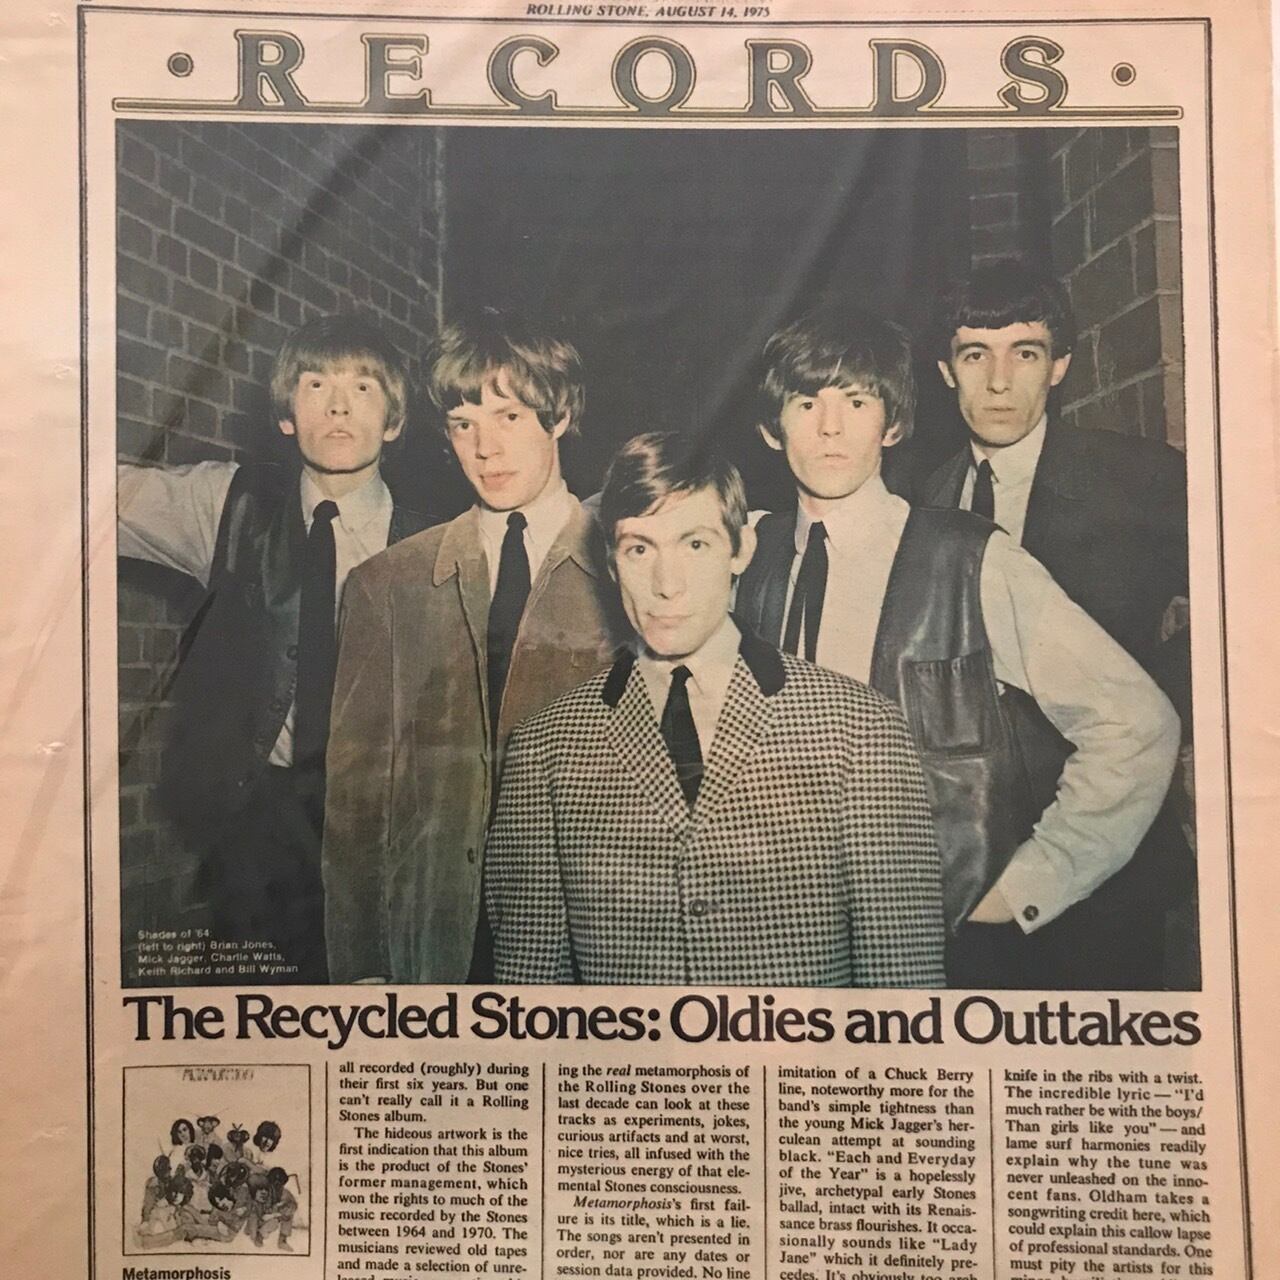 ROLLING STONE, AUGUST 14, 1975
· RECORDS ·
Shades of '64:
(left to right) Brian Jones,
Mick Jagger, Charlie Watts,
Keith Richard and Bill Wyman
The Recycled Stones: Oldies and Outtakes
METAMORPHOSIS
Metamorphosis
all recorded (roughly) during
their first six years. But one
can't really call it a Rolling
Stones album.
The hideous artwork is the
first indication that this album
is the product of the Stones'
former management, which
won the rights to much of the
music recorded by the Stones
between 1964 and 1970. The
musicians reviewed old tapes
and made a selection of unre-
ing the real metamorphosis of
the Rolling Stones over the
last decade can look at these
tracks as experiments, jokes,
curious artifacts and at worst,
nice tries, all infused with the
mysterious energy of that ele-
mental Stones consciousness.
Metamorphosis's first fail-
ure is its title, which is a lie.
The songs aren't presented in
order, nor are any dates or
session data provided. No line
imitation of a Chuck Berry
line, noteworthy more for the
band's simple tightness than
the young Mick Jagger's her-
culean attempt at sounding
black. "Each and Everyday
of the Year" is a hopelessly
jive, archetypal early Stones
ballad, intact with its Renais-
sance brass flourishes. It occa-
sionally sounds like "Lady
Jane" which it definitely pre-
cedes. It's obviously too
knife in the ribs with a twist.
The incredible lyric — "I'd
much rather be with the boys/
Than girls like you" — and
lame surf harmonies readily
explain why the tune was
never unleashed on the inno-
cent fans. Oldham takes a
songwriting credit here, which
could explain this callow lapse
of professional standards. One
must pity the artists for this